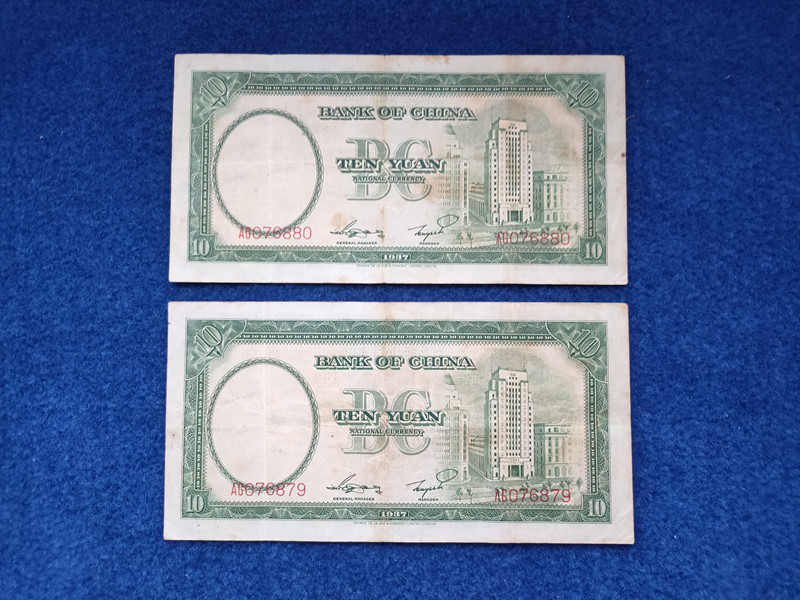 10 10
BANK OF CHINA
BC
TEN YUAN
NATIONAL CURRENCY
AG076880 AG076880
GENERAL MANAGER MANAGER
10 1937 10
10 10
BANK OF CHINA
BC
TEN YUAN
NATIONAL CURRENCY
AG076879 AG076879
GENERAL MANAGER MANAGER
10 1937 10